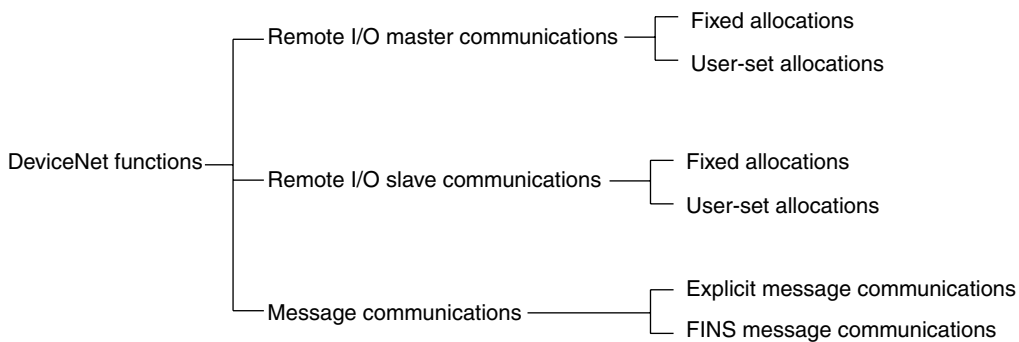 DeviceNet functions
Remote I/O master communications
Fixed allocations
User-set allocations
Remote I/O slave communications
Fixed allocations
User-set allocations
Message communications
Explicit message communications
FINS message communications